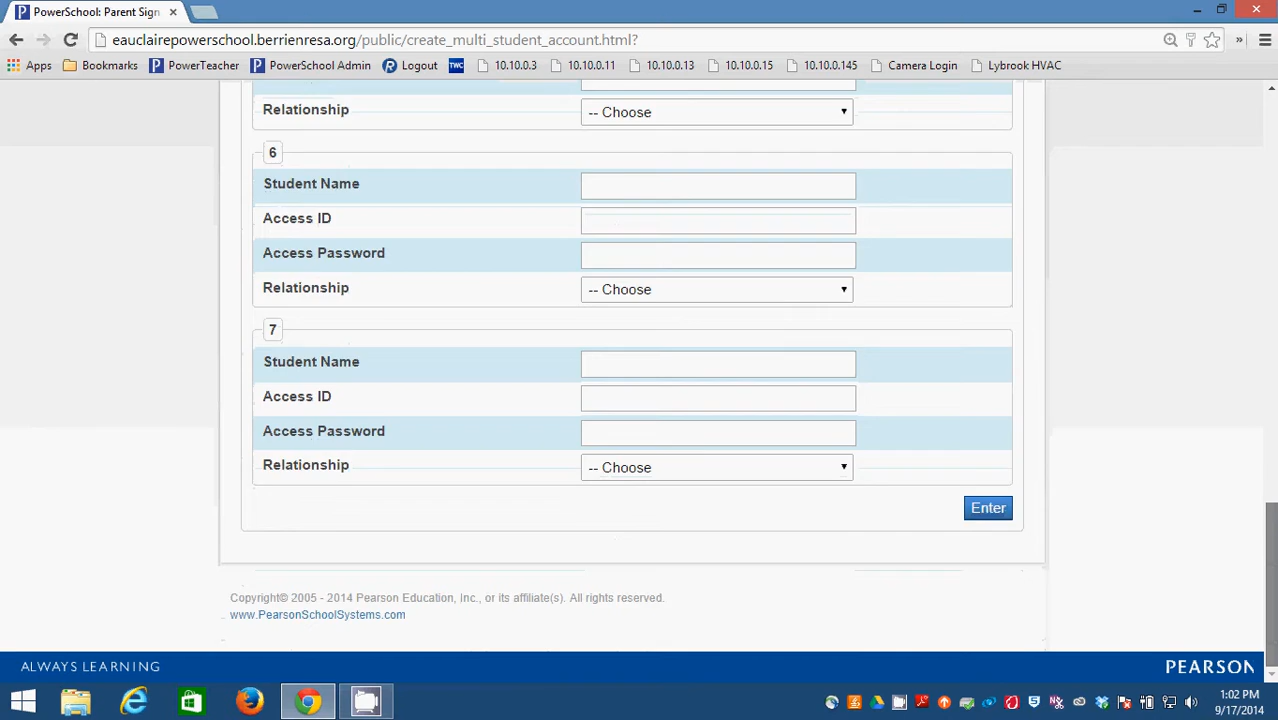 PowerSchool: Parent Sign
eauclairepowerschool.berrienresa.org/public/create_multi_student_account.html?
Apps Bookmarks PowerTeacher PowerSchool Admin Logout TWC 10.10.0.3 10.10.0.11 10.10.0.13 10.10.0.15 10.10.0.145 Camera Login Lybrook HVAC
Relationship -- Choose
6
Student Name
Access ID
Access Password
Relationship -- Choose
7
Student Name
Access ID
Access Password
Relationship -- Choose
Enter
Copyright© 2005 - 2014 Pearson Education, Inc., or its affiliate(s). All rights reserved.
www.PearsonSchoolSystems.com
ALWAYS LEARNING PEARSON
1:02 PM
9/17/2014